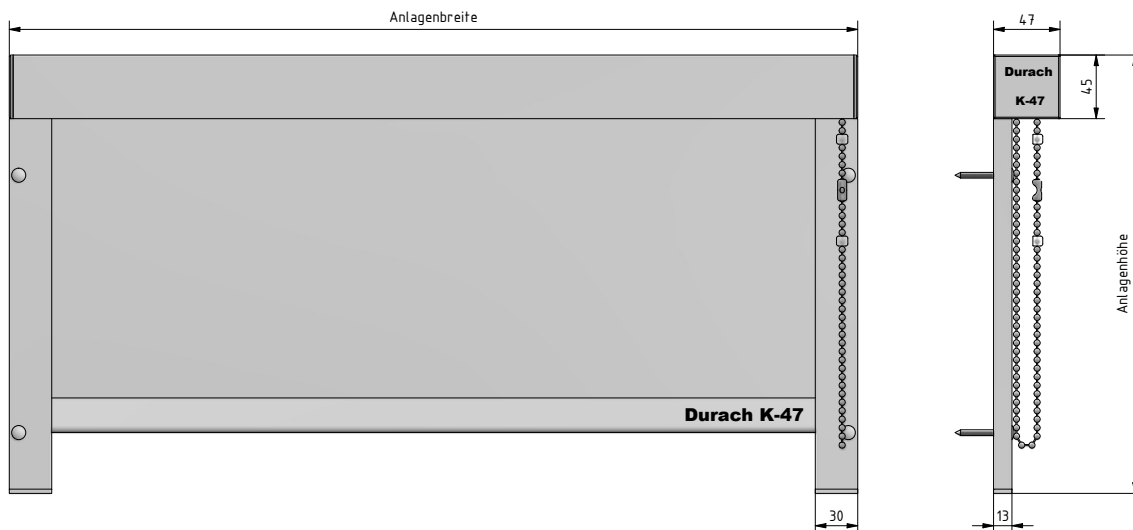 Anlagenbreite
47
Durach
K-47
45
Anlagenhöhe
Durach K-47
30
13